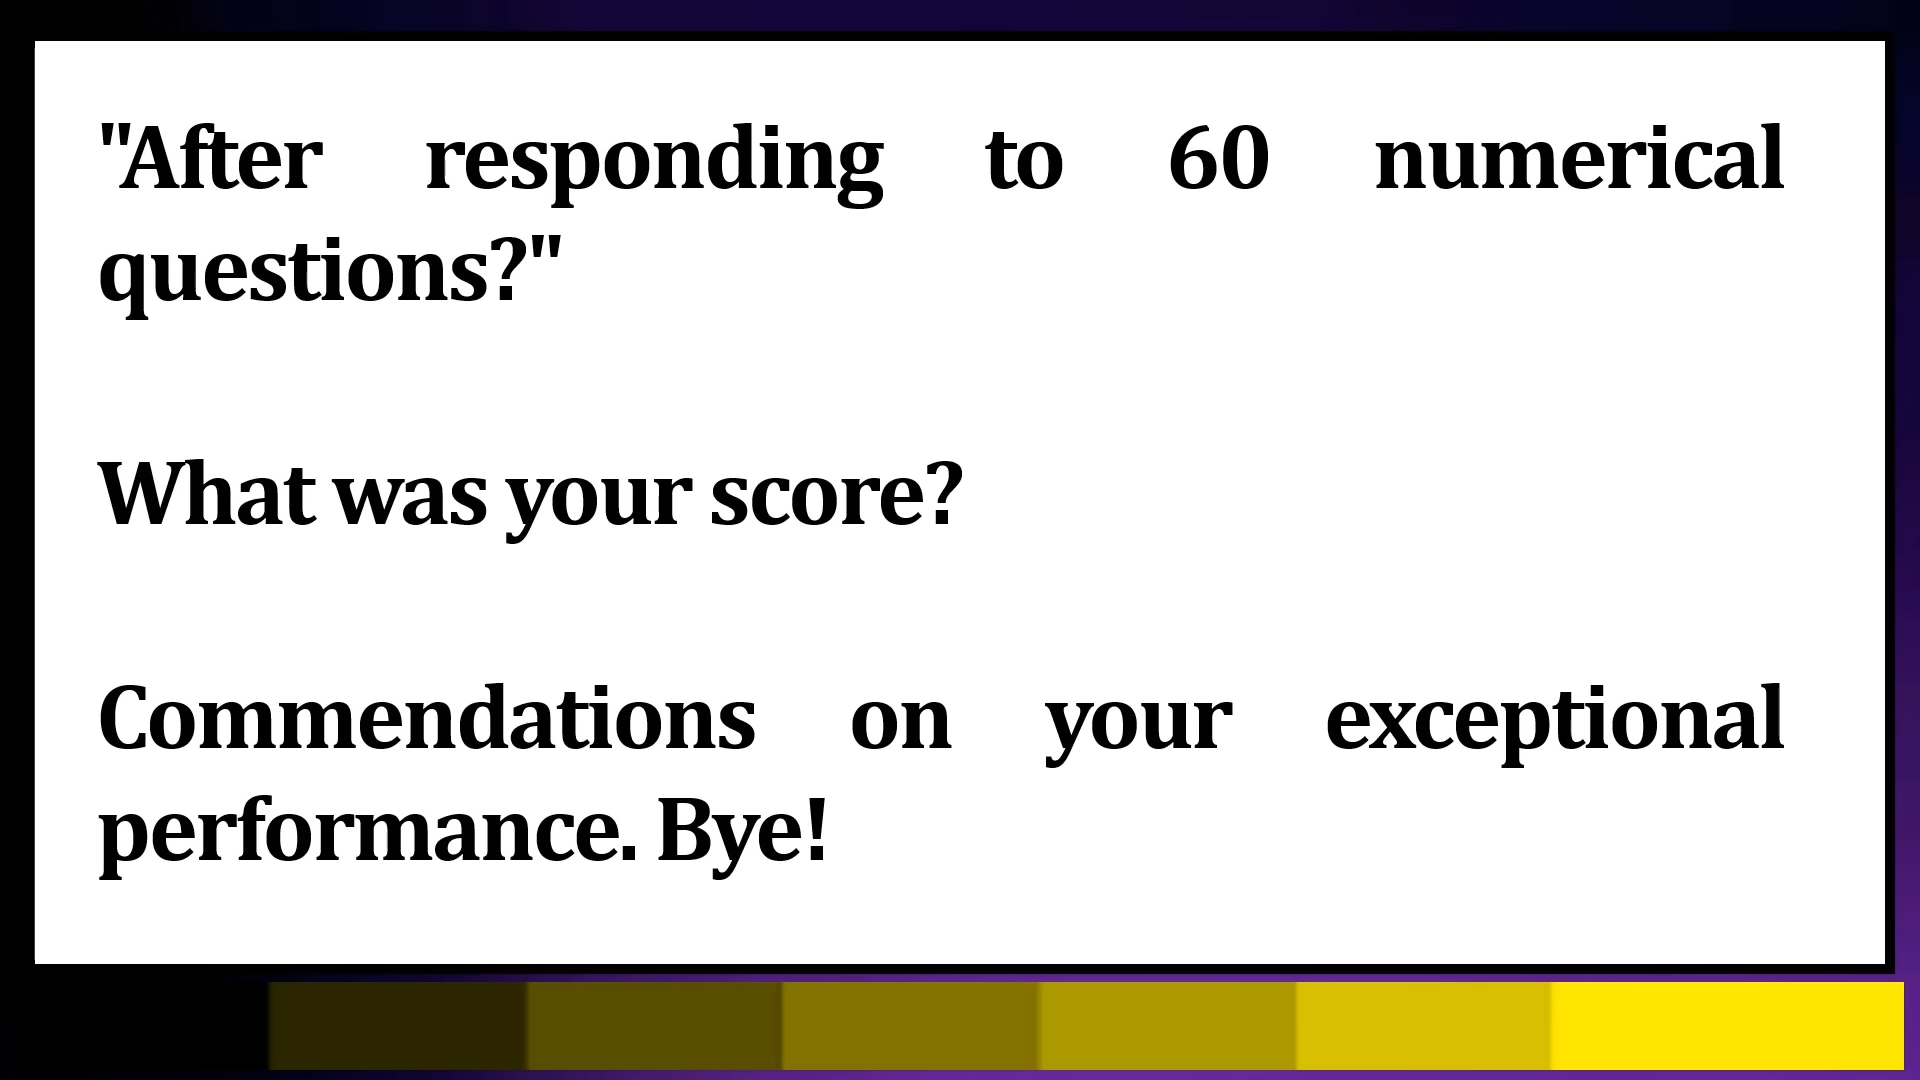 "After responding to 60 numerical
questions?"
What was your score?
Commendations on your exceptional
performance. Bye!